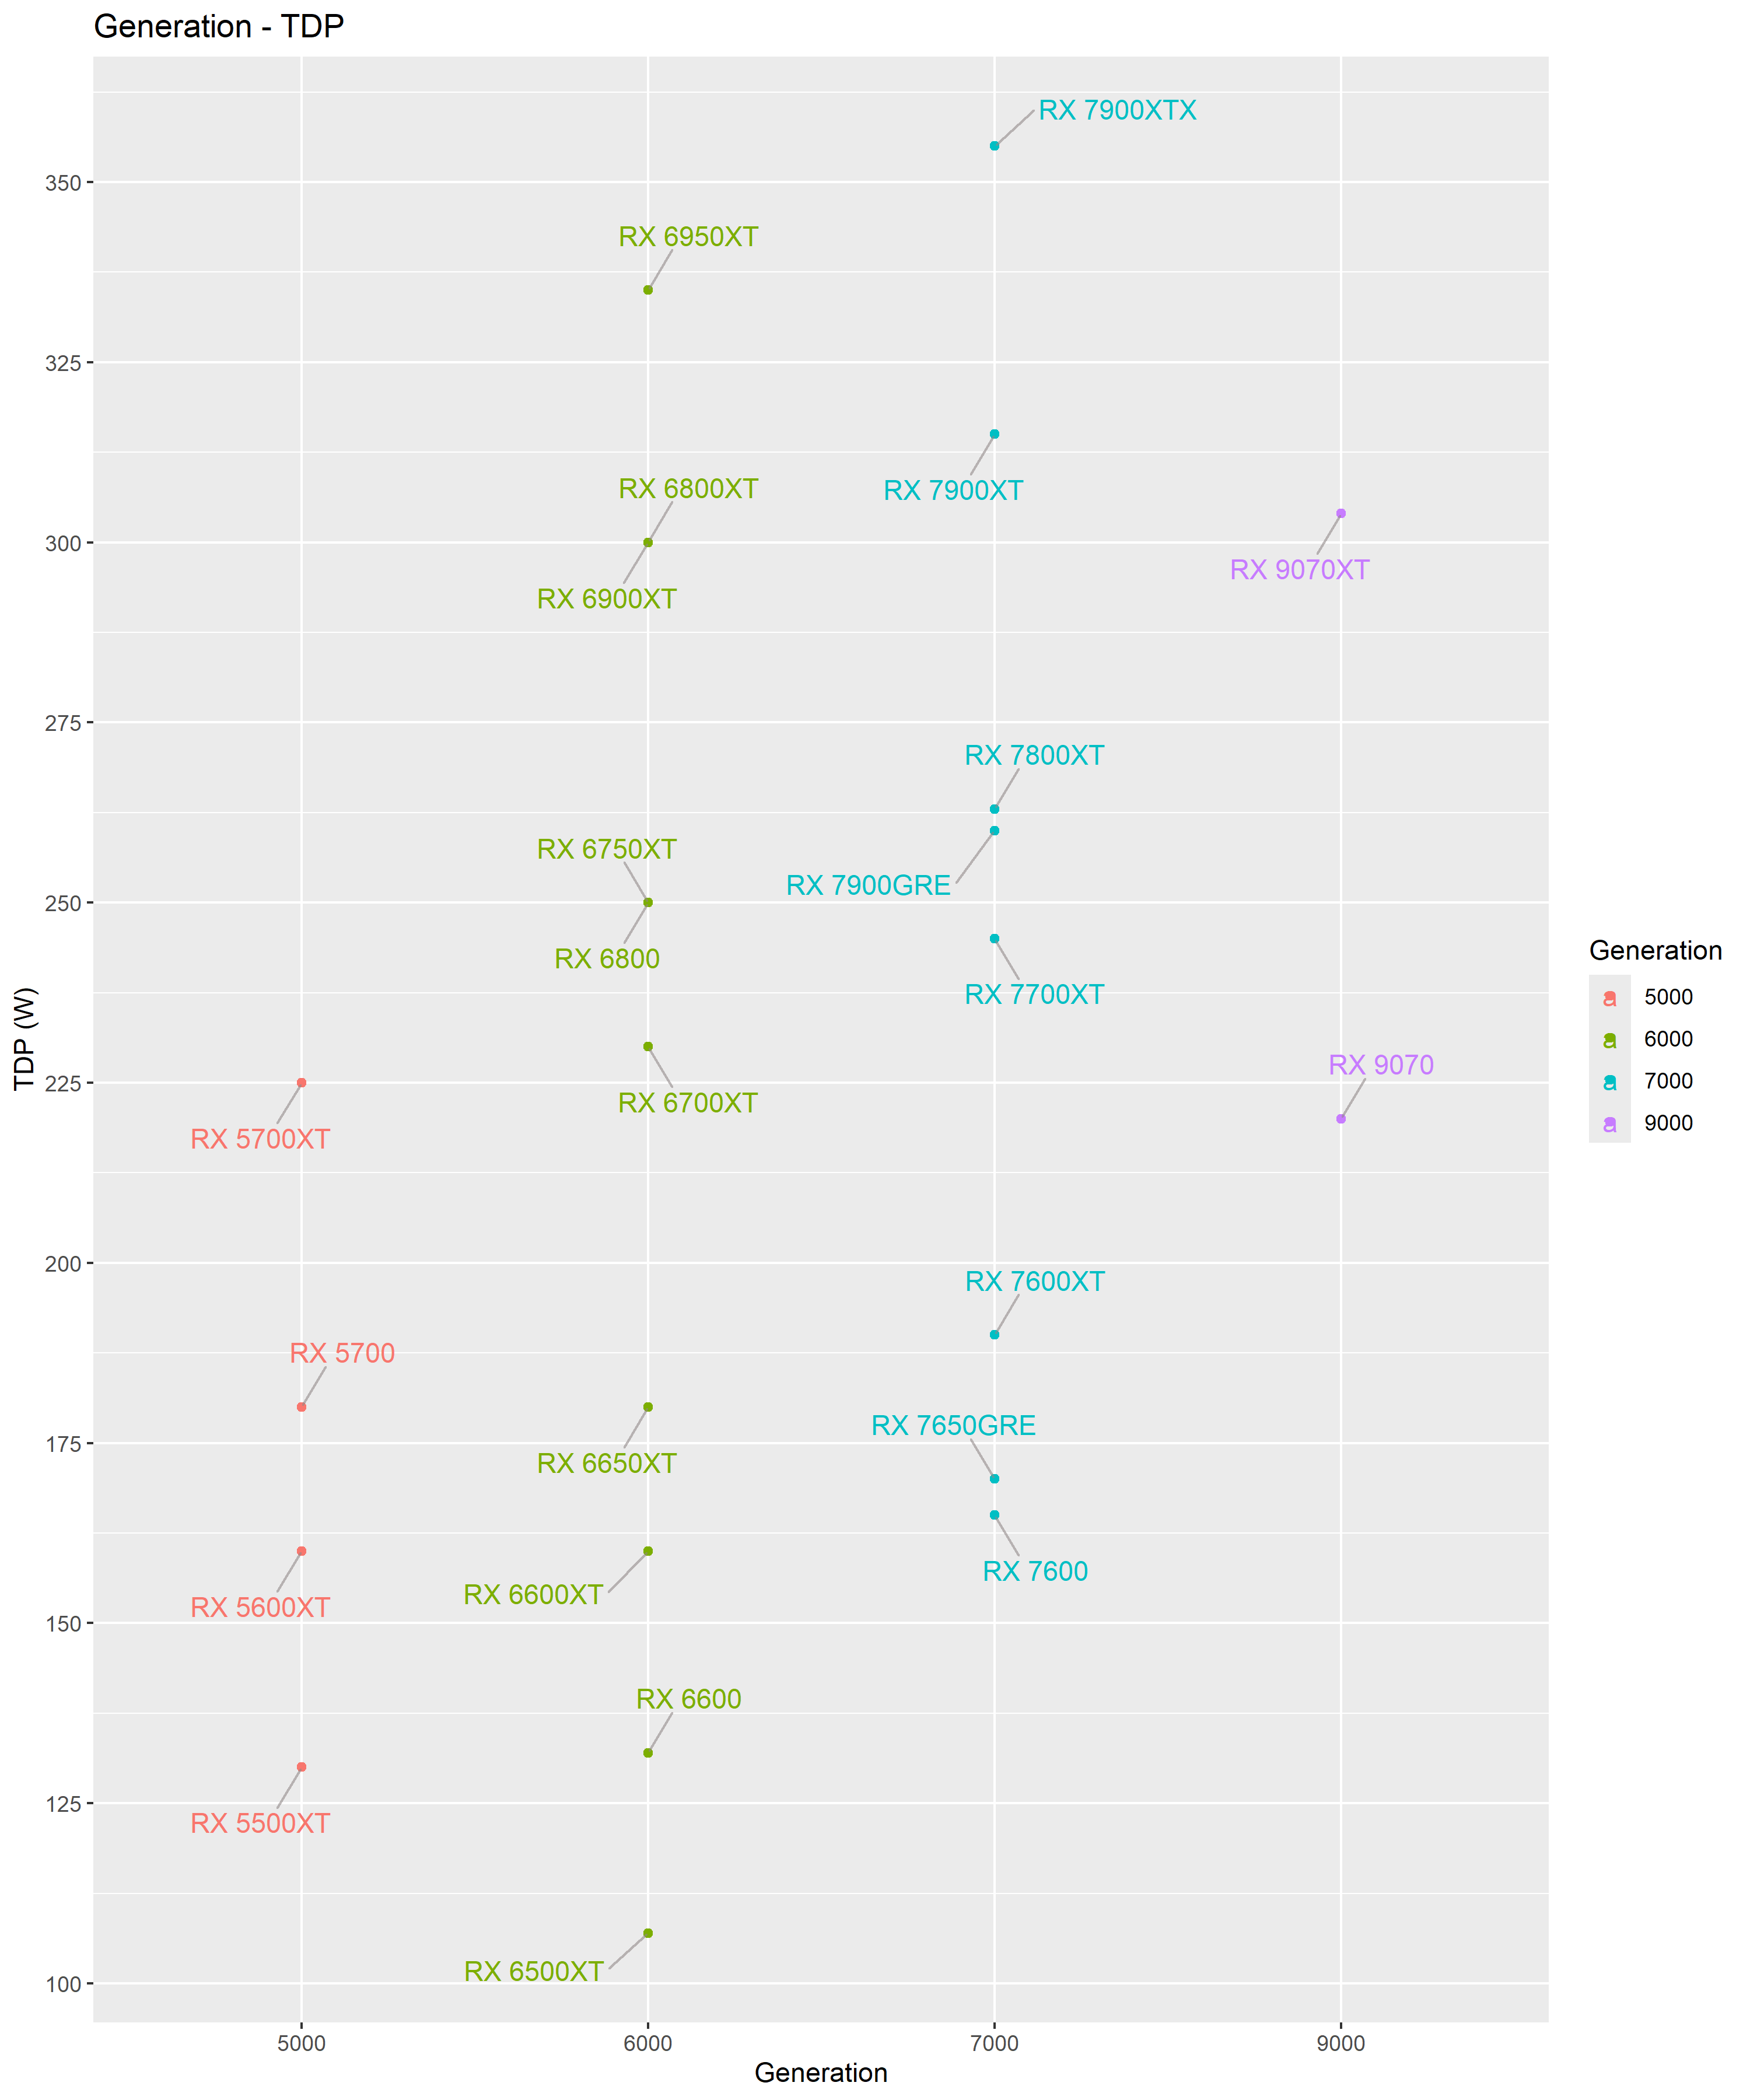 Generation - TDP
RX 7900XTX
350
RX 6950XT
325
RX 6800XT
RX 7900XT
300
RX 9070XT
RX 6900XT
275
RX 7800XT
RX 6750XT
RX 7900GRE
250
RX 6800
RX 7700XT
TDP (W)
RX 9070
225
RX 6700XT
RX 5700XT
200
RX 7600XT
RX 5700
RX 7650GRE
175
RX 6650XT
RX 7600
RX 6600XT
RX 5600XT
150
RX 6600
125
RX 5500XT
RX 6500XT
100
5000
6000
7000
9000
Generation
Generation
a 5000
a 6000
a 7000
a 9000